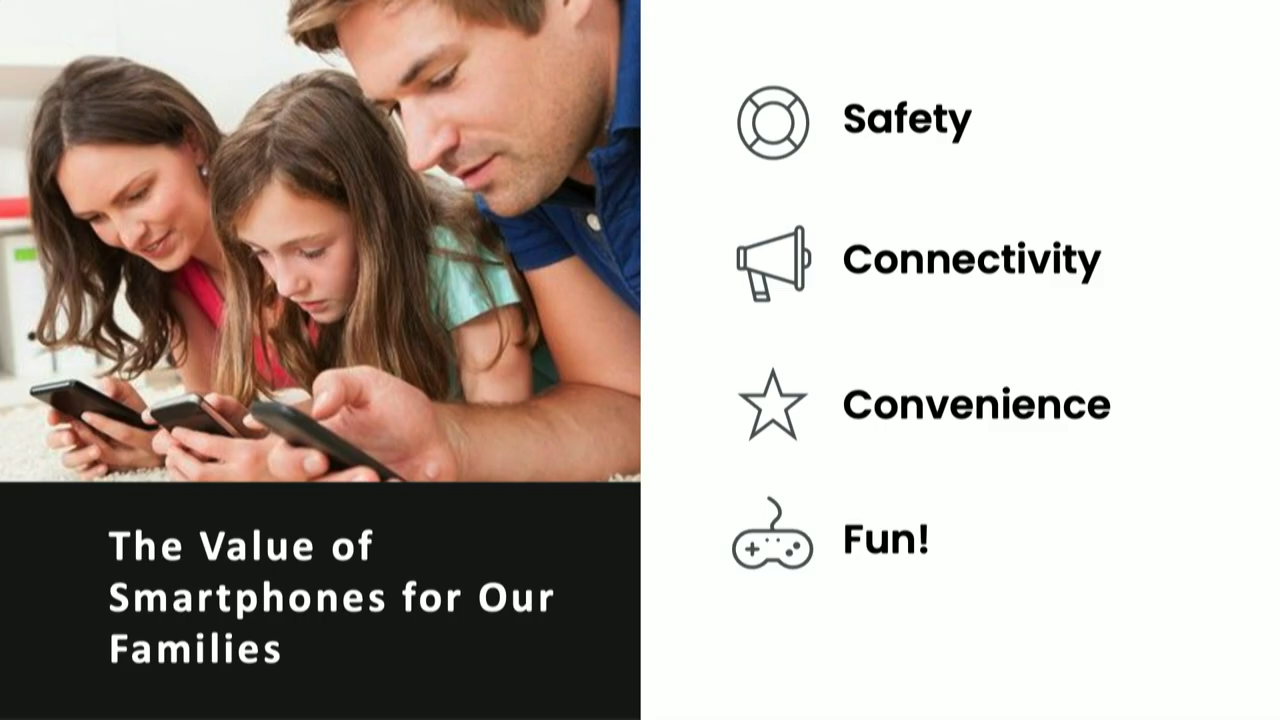 The Value of
Smartphones for Our
Families
Safety
Connectivity
Convenience
Fun!